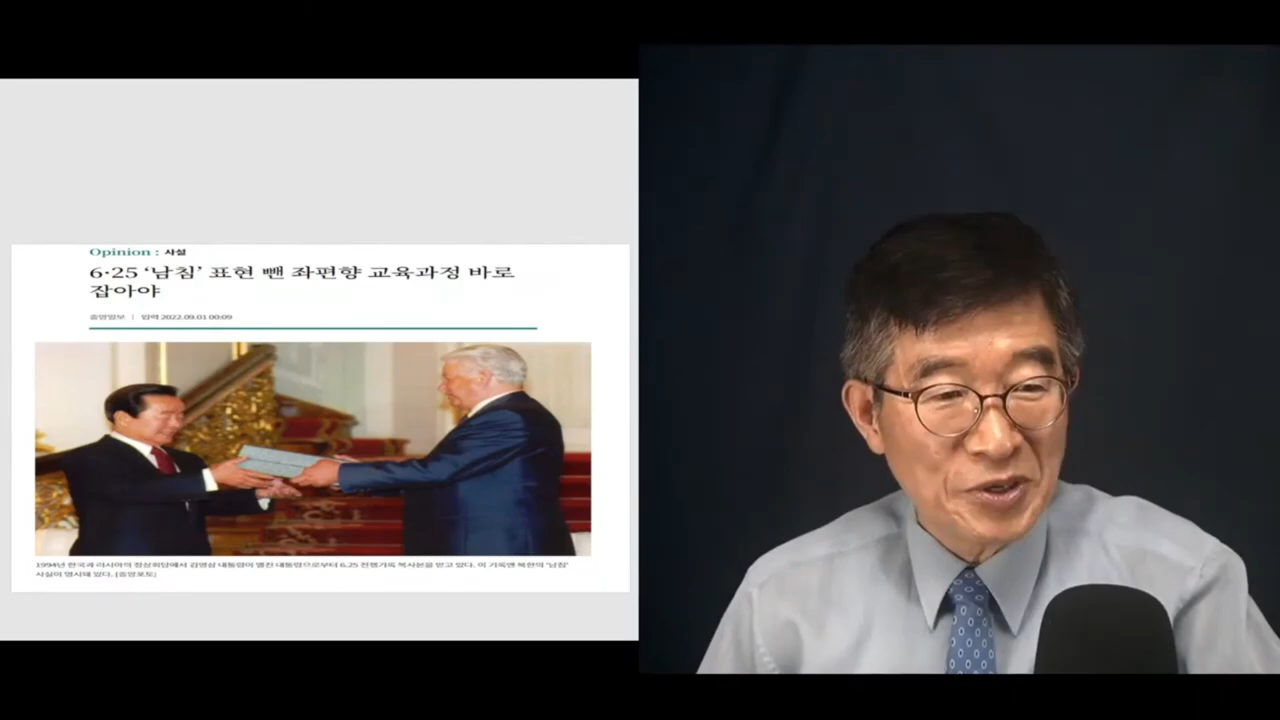 Opinion : 사설
6·25 ‘남침’ 표현 뺀 좌편향 교육과정 바로
잡아야
중앙일보 | 입력 2022.09.01 00:09
1994년 한국과 러시아의 정상회담에서 김영삼 대통령이 옐친 대통령으로부터 6.25 전쟁기록 복사본을 받고 있다. 이 기록엔 북한의 ‘남침’
사실이 명시돼 있다. [중앙포토]